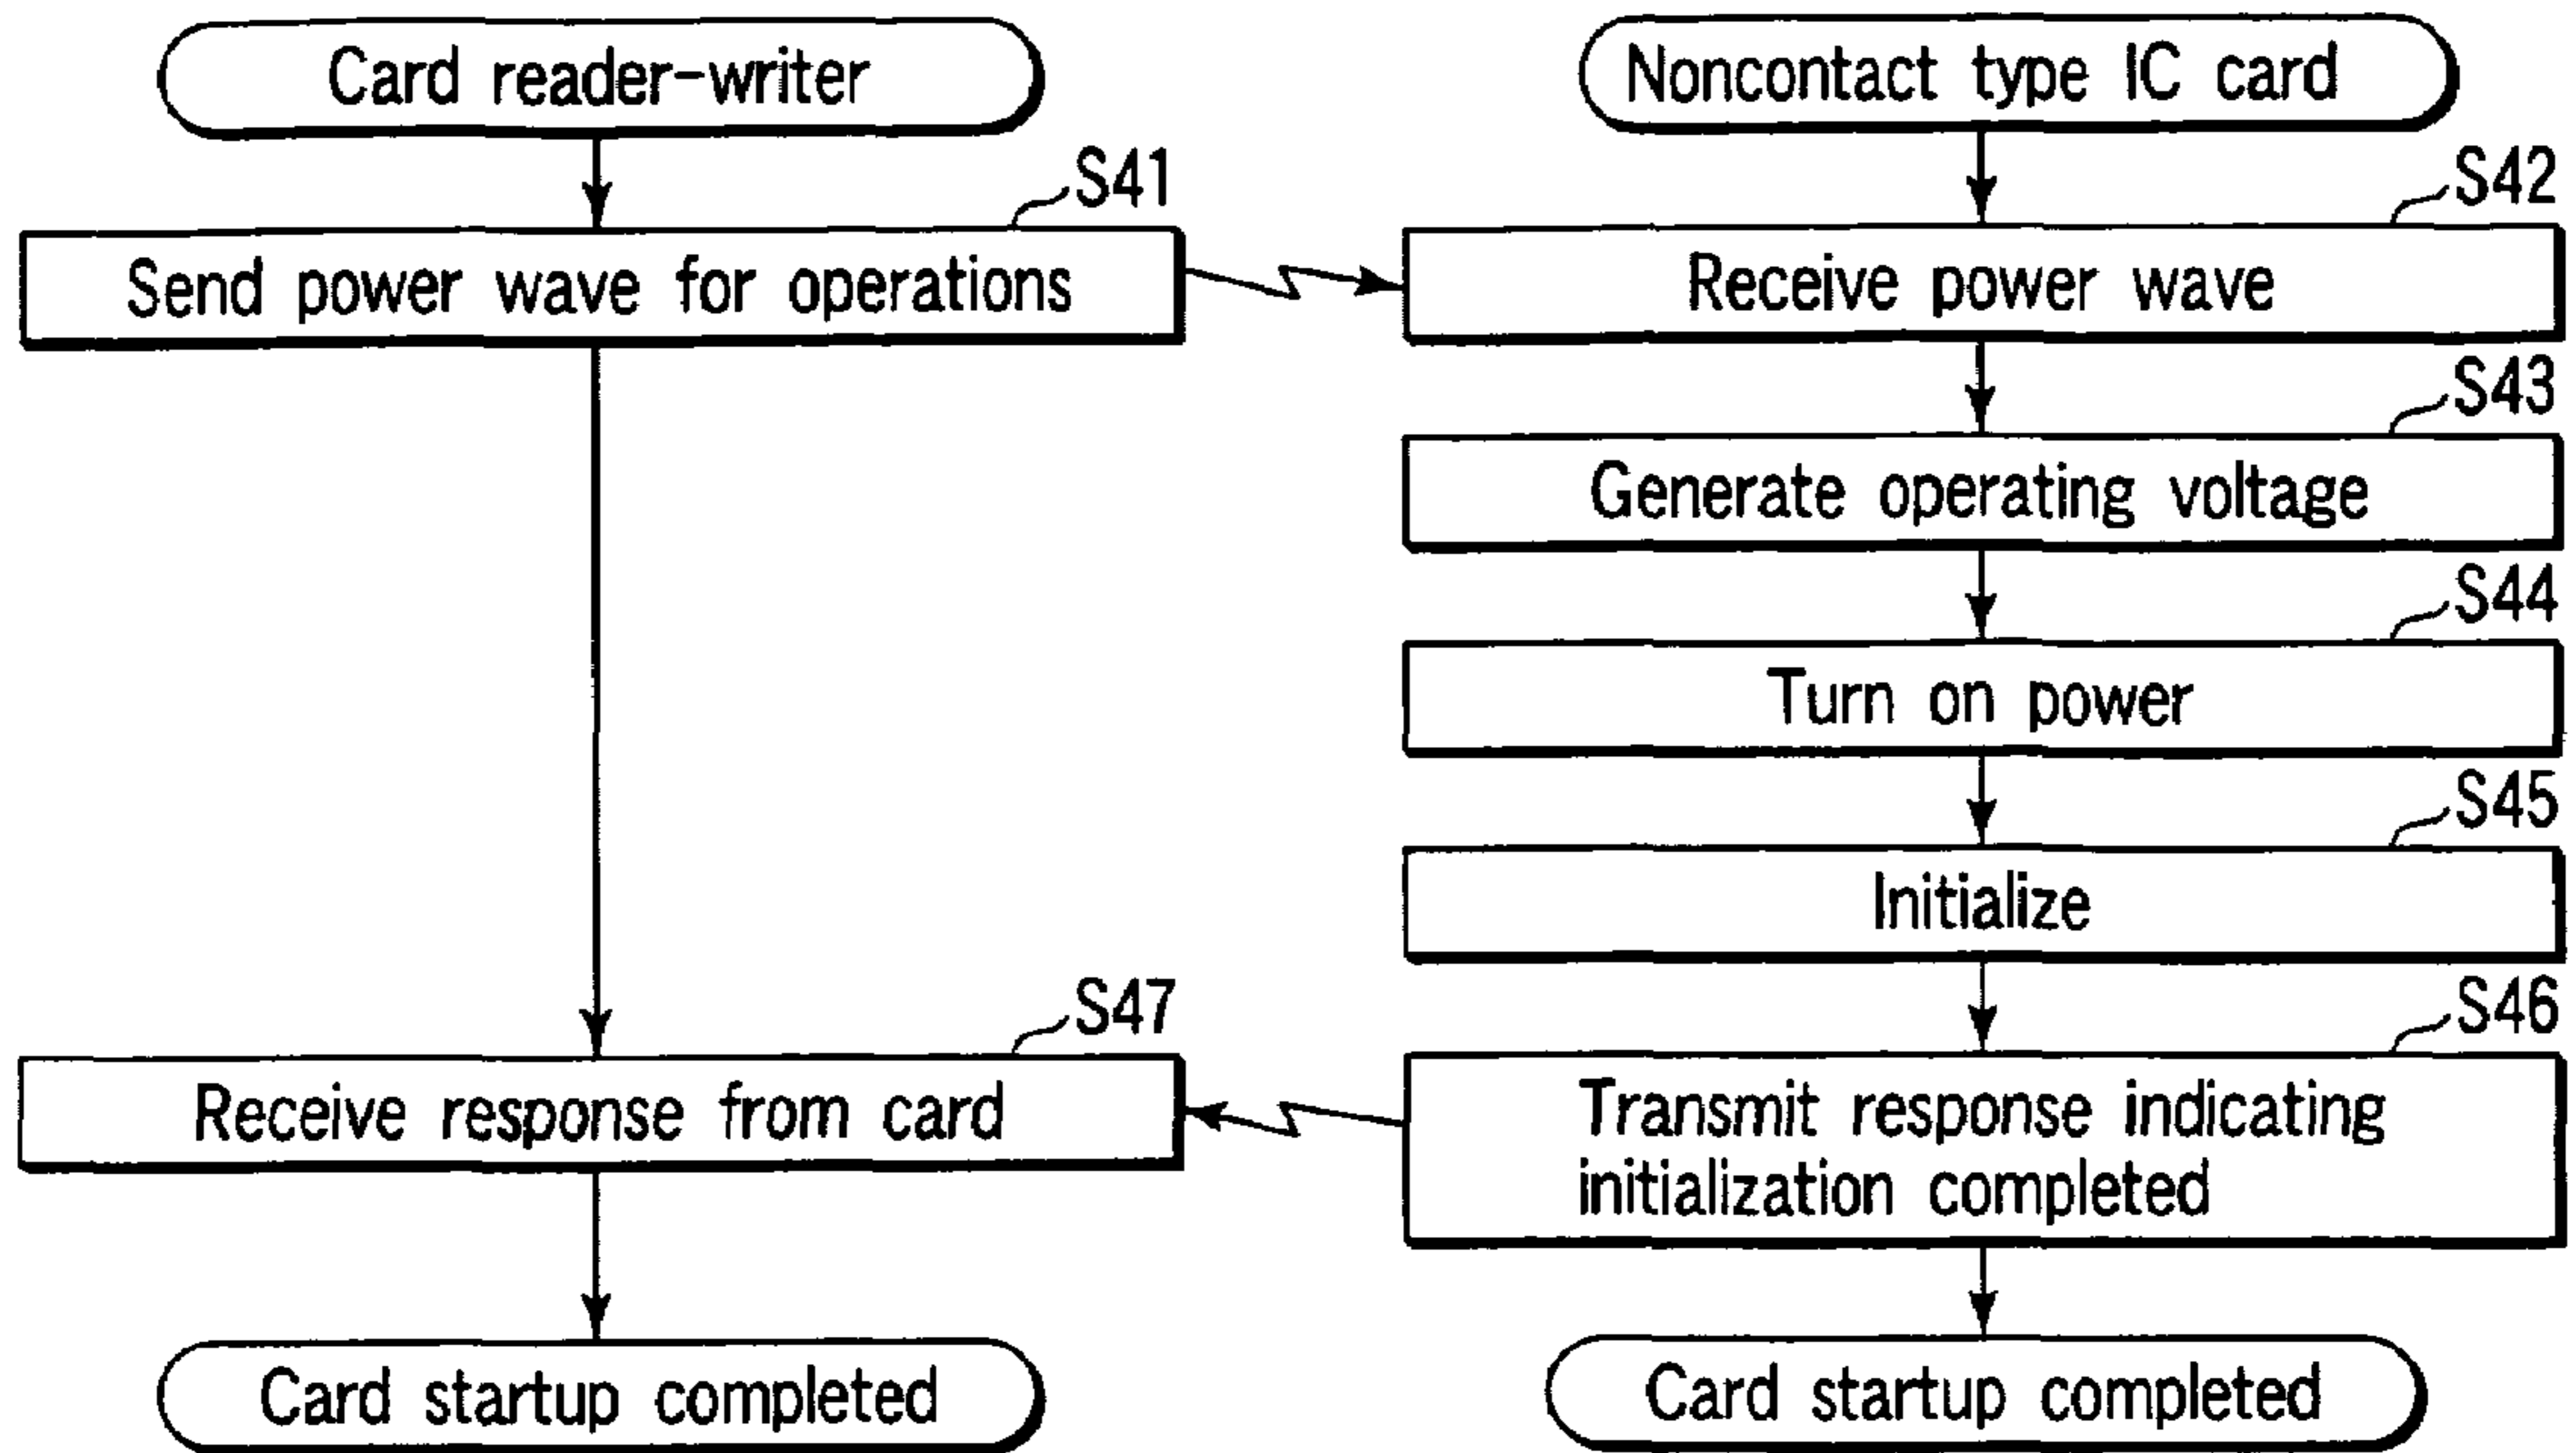 Card reader-writer
Noncontact type IC card
S41
S42
Send power wave for operations
Receive power wave
S43
Generate operating voltage
S44
Turn on power
S45
Initialize
S47
S46
Receive response from card
Transmit response indicating
initialization completed
Card startup completed
Card startup completed